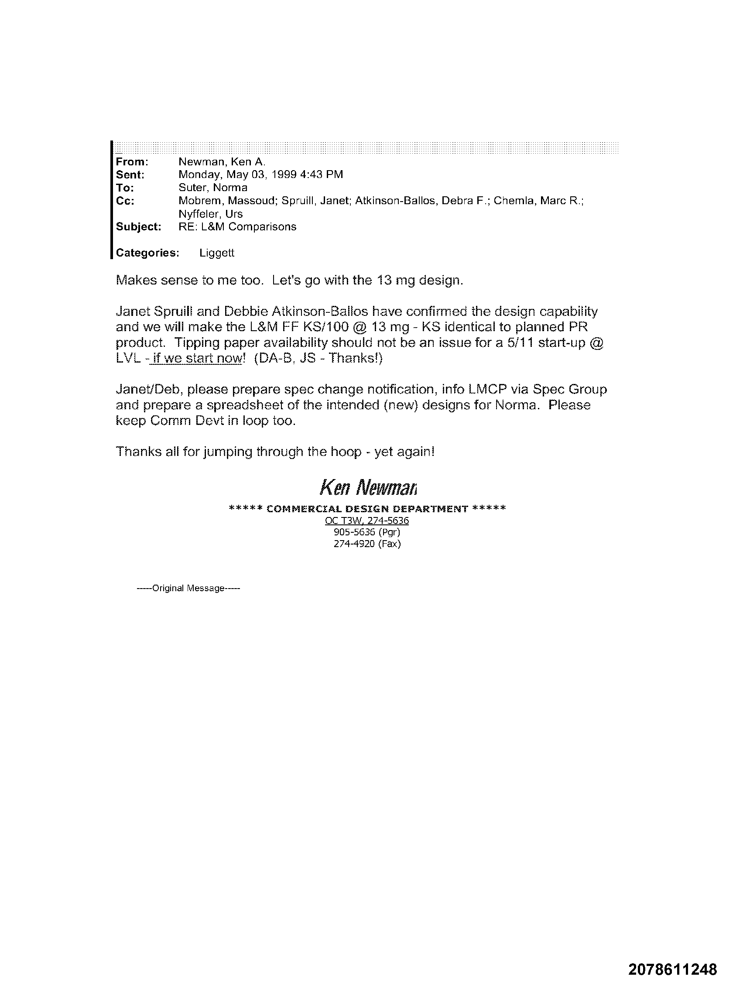 From: Newman, Ken A.
Sent: Monday, May 03, 1999 4:43 PM
To: Suter, Norma
Cc: Mobrem, Massoud; Spruill, Janet; Atkinson-Ballos, Debra F.; Chemla, Marc R.;
Nyffeler, Urs
Subject: RE: L&M Comparisons
Categories: Liggett
Makes sense to me too. Let's go with the 13 mg design.
Janet Spruill and Debbie Atkinson-Ballos have confirmed the design capability
and we will make the L&M FF KS/100 @ 13 mg - KS identical to planned PR
product. Tipping paper availability should not be an issue for a 5/11 start-up @
LVL - if we start now! (DA-B, JS - Thanks!)
Janet/Deb, please prepare spec change notification, info LMCP via Spec Group
and prepare a spreadsheet of the intended (new) designs for Norma. Please
keep Comm Devt in loop too.
Thanks all for jumping through the hoop - yet again!
Ken Newman
***** COMMERCIAL DESIGN DEPARTMENT *****
OC T3W, 274-5636
905-5636 (Pgr)
274-4920 (Fax)
-----Original Message-----
2078611248